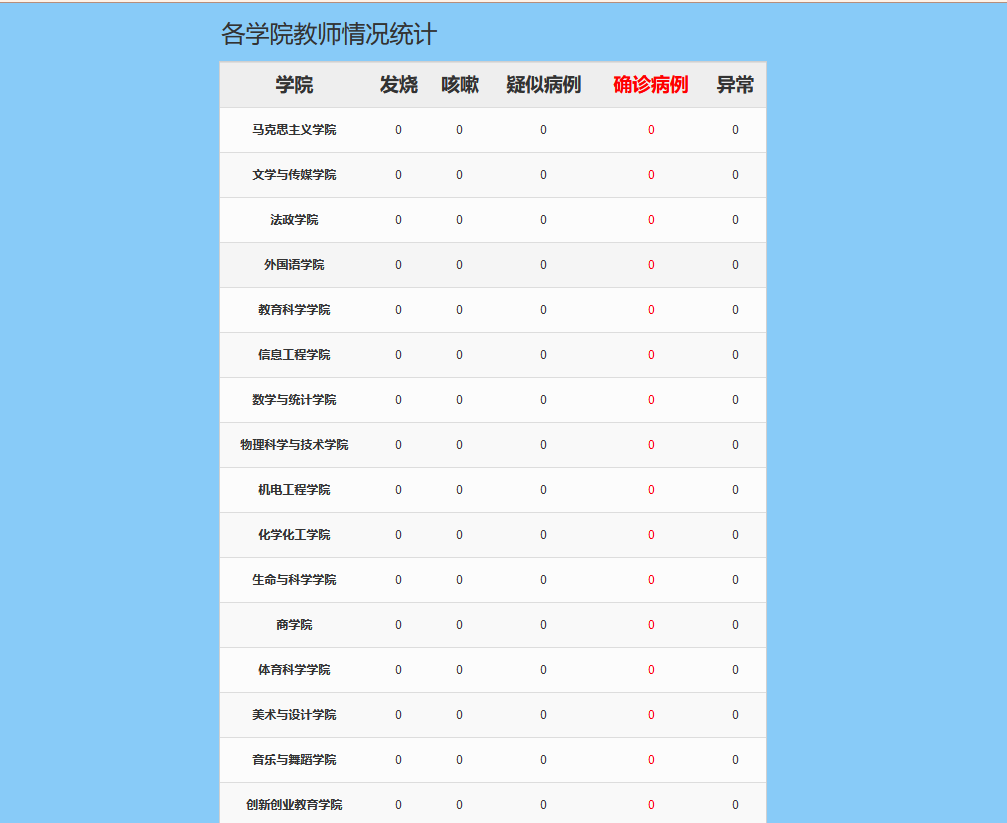 各学院教师情况统计
学院 发烧 咳嗽 疑似病例 确诊病例 异常
马克思主义学院 0 0 0 0 0
文学与传媒学院 0 0 0 0 0
法政学院 0 0 0 0 0
外国语学院 0 0 0 0 0
教育科学学院 0 0 0 0 0
信息工程学院 0 0 0 0 0
数学与统计学院 0 0 0 0 0
物理科学与技术学院 0 0 0 0 0
机电工程学院 0 0 0 0 0
化学化工学院 0 0 0 0 0
生命与科学学院 0 0 0 0 0
商学院 0 0 0 0 0
体育科学学院 0 0 0 0 0
美术与设计学院 0 0 0 0 0
音乐与舞蹈学院 0 0 0 0 0
创新创业教育学院 0 0 0 0 0